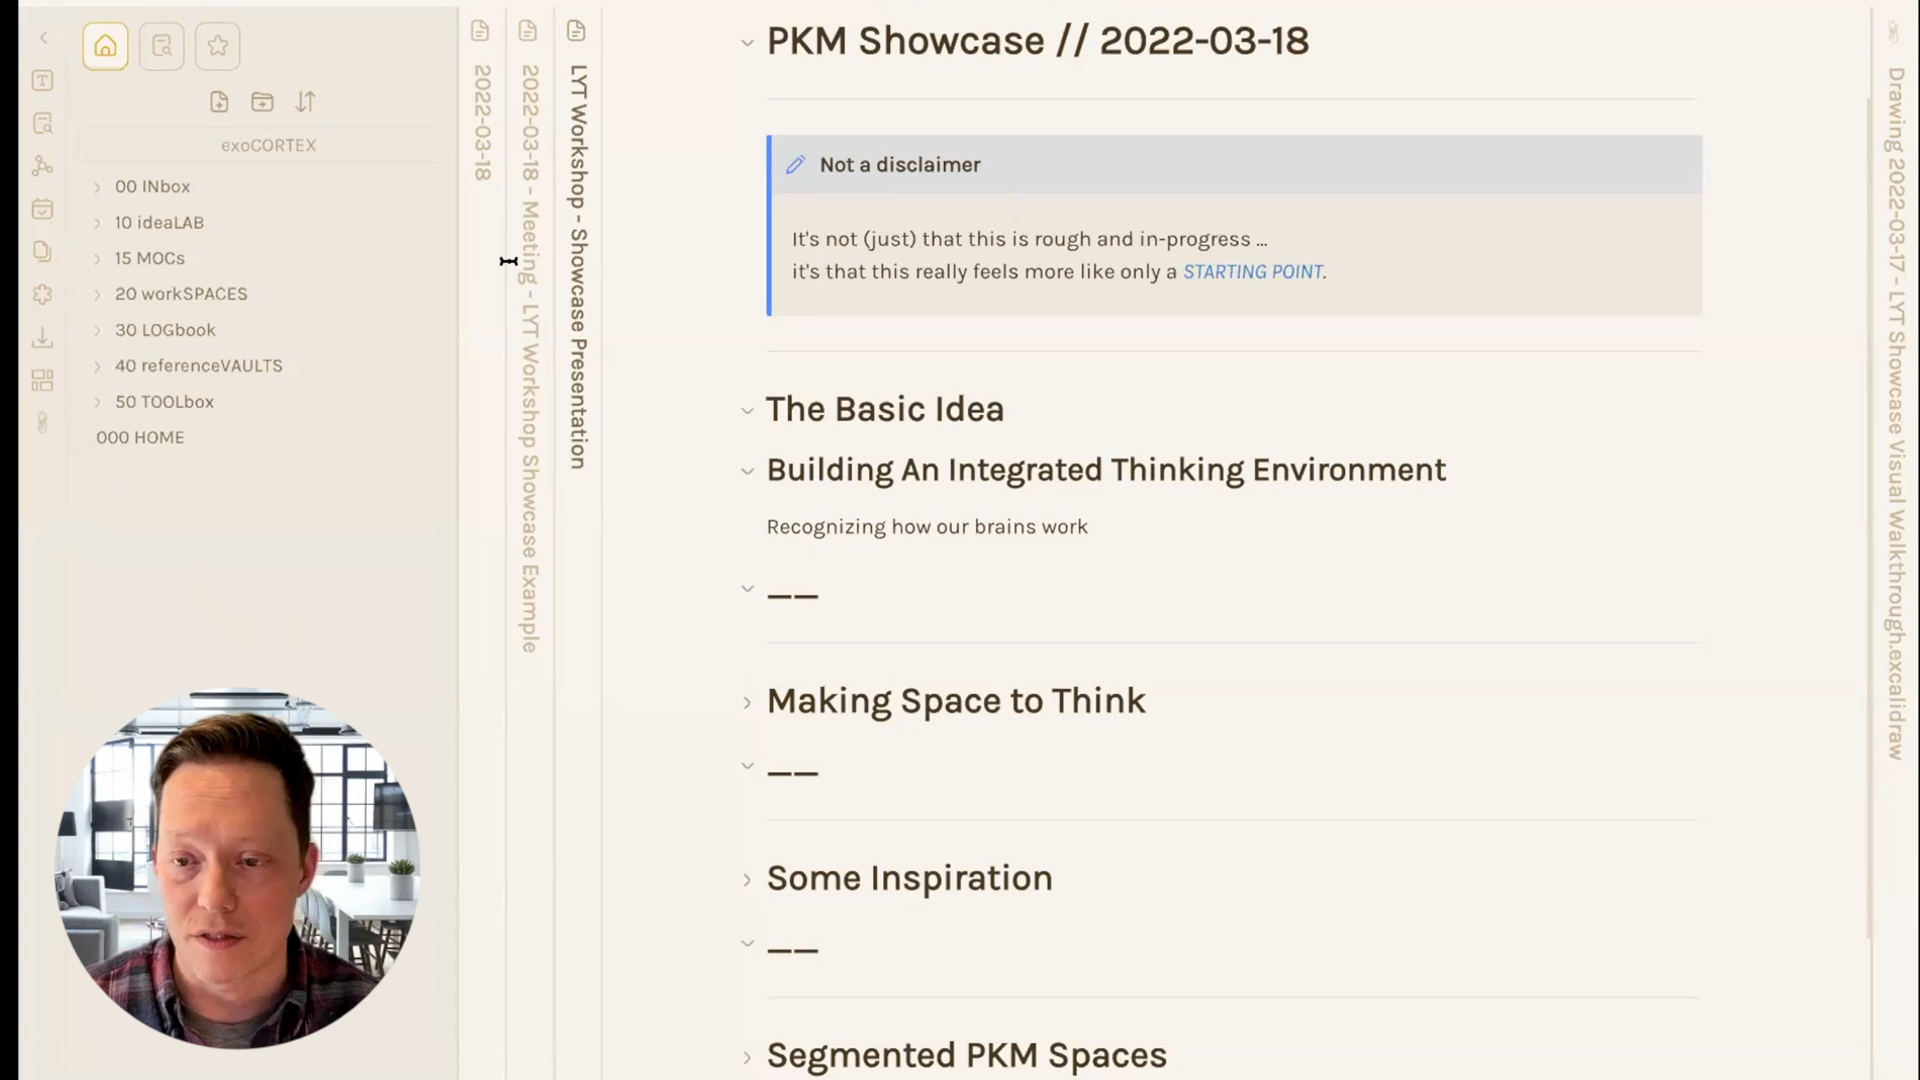 exoCORTEX
00 INbox
10 ideaLAB
15 MOCs
20 workSPACES
30 LOGbook
40 referenceVAULTS
50 TOOLbox
000 HOME
2022-03-18
2022-03-18 - Meeting - LYT Workshop Showcase Example
LYT Workshop - Showcase Presentation
PKM Showcase // 2022-03-18
Not a disclaimer
It's not (just) that this is rough and in-progress ...
it's that this really feels more like only a STARTING POINT.
The Basic Idea
Building An Integrated Thinking Environment
Recognizing how our brains work
——
Making Space to Think
——
Some Inspiration
——
Segmented PKM Spaces
Drawing 2022-03-17 - LYT Showcase Visual Walkthrough.excalidraw